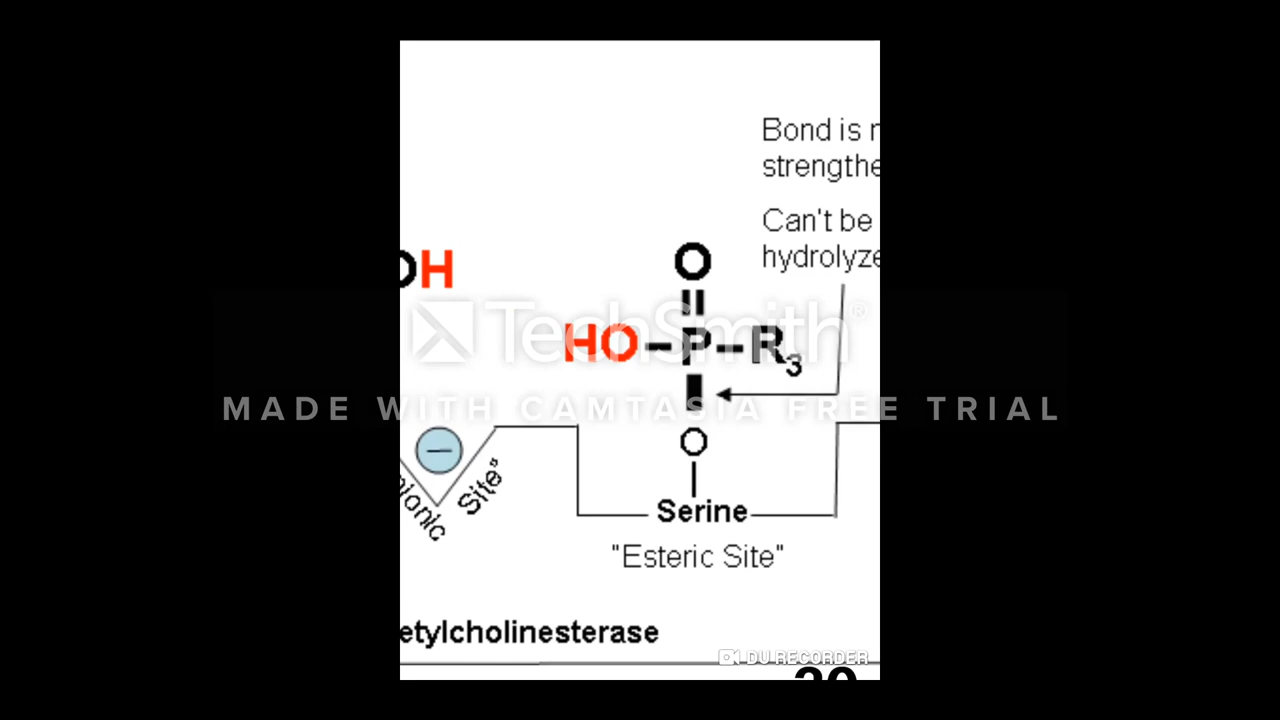 Bond is
strengthe
Can't be
hydrolyze
OH
O
HO P R3
TechSmith®
MADE WITH CAMTASIA FREE TRIAL
O
Site"
Serine
"Esteric Site"
etylcholinesterase
DU RECORDER